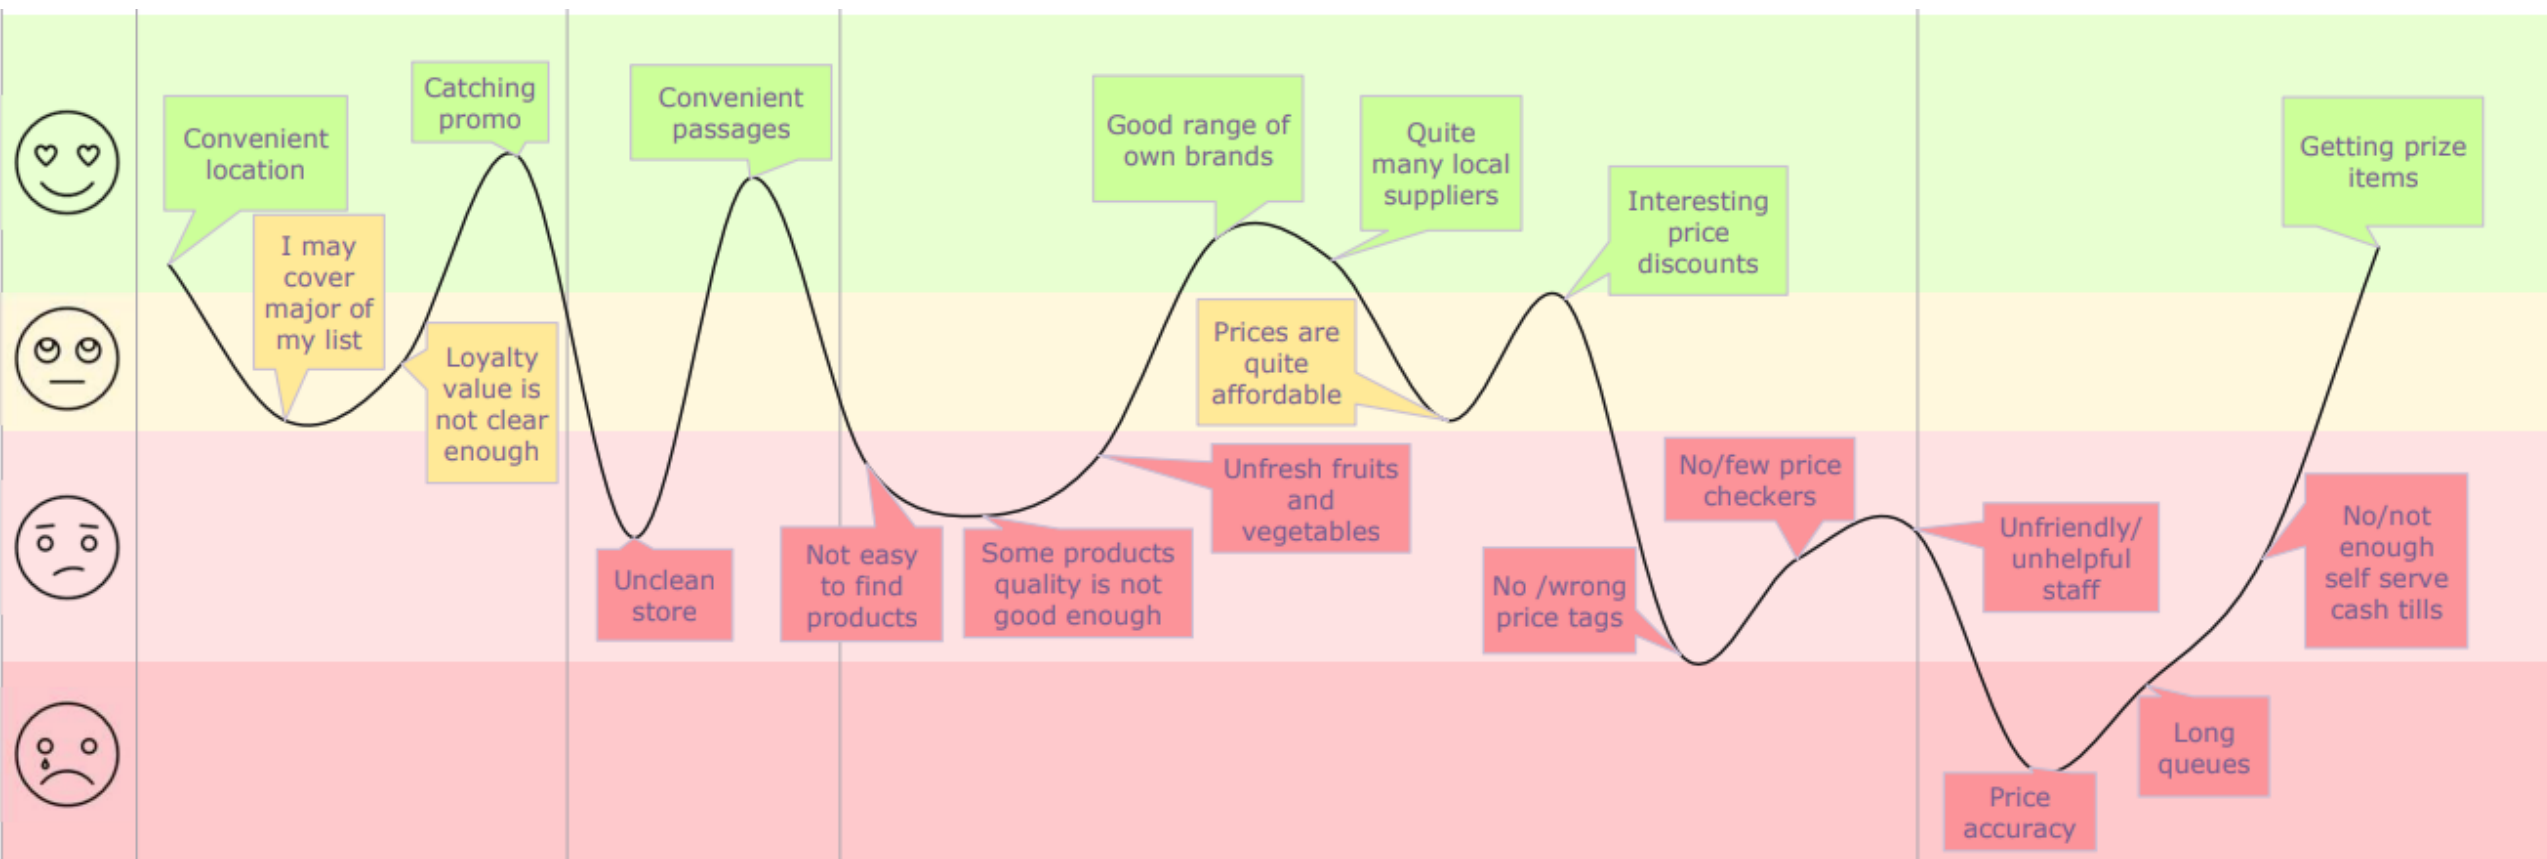 Convenient
location
I may
cover
major of
my list
Catching
promo
Loyalty
value is
not clear
enough
Unclean
store
Convenient
passages
Not easy
to find
products
Some products
quality is not
good enough
Unfresh fruits
and
vegetables
Good range of
own brands
Quite
many local
suppliers
Prices are
quite
affordable
Interesting
price
discounts
No /wrong
price tags
No/few price
checkers
Unfriendly/
unhelpful
staff
Price
accuracy
Long
queues
No/not
enough
self serve
cash tills
Getting prize
items